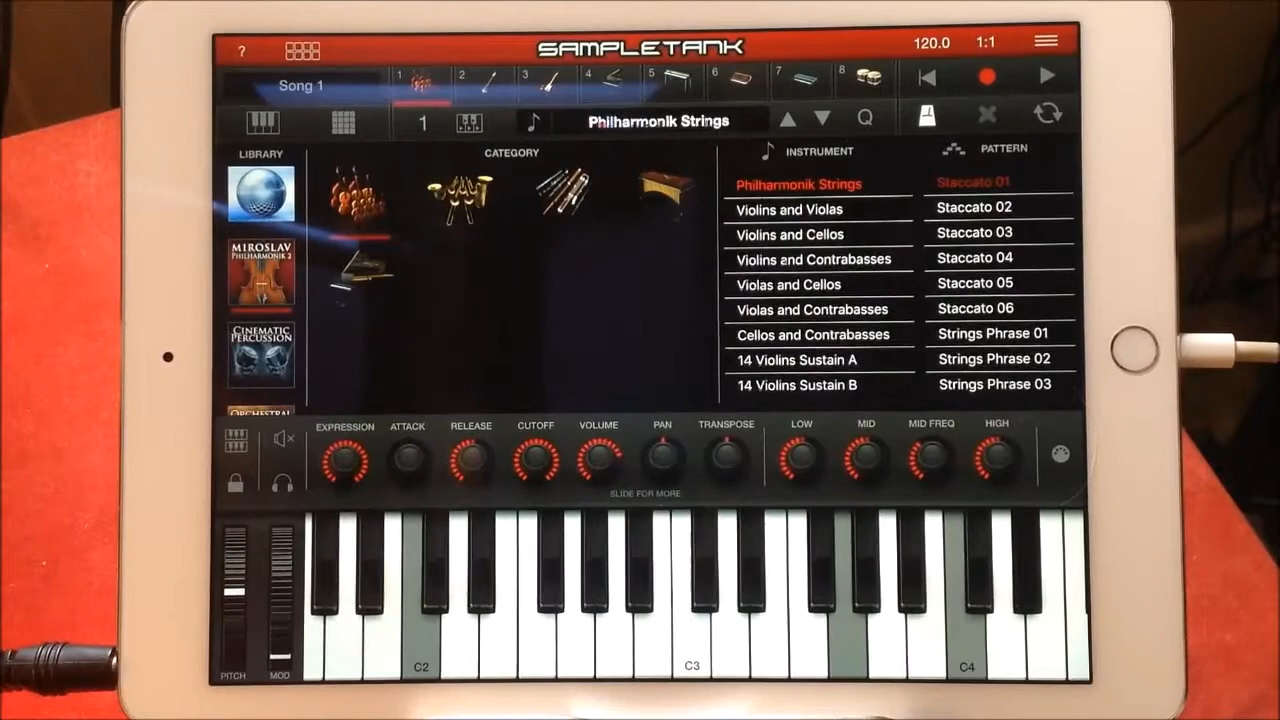 ? SAMPLETANK 120.0 1:1
Song 1 1 2 3 4 5 6 7 8
1 Philharmonik Strings Q
LIBRARY CATEGORY INSTRUMENT PATTERN
MIROSLAV
PHILHARMONIK 2
CINEMATIC
PERCUSSION
ORCHESTRAL
Philharmonik Strings Staccato 01
Violins and Violas Staccato 02
Violins and Cellos Staccato 03
Violins and Contrabasses Staccato 04
Violas and Cellos Staccato 05
Violas and Contrabasses Staccato 06
Cellos and Contrabasses Strings Phrase 01
14 Violins Sustain A Strings Phrase 02
14 Violins Sustain B Strings Phrase 03
EXPRESSION ATTACK RELEASE CUTOFF VOLUME PAN TRANSPOSE LOW MID MID FREQ HIGH
SLIDE FOR MORE
PITCH MOD C2 C3 C4